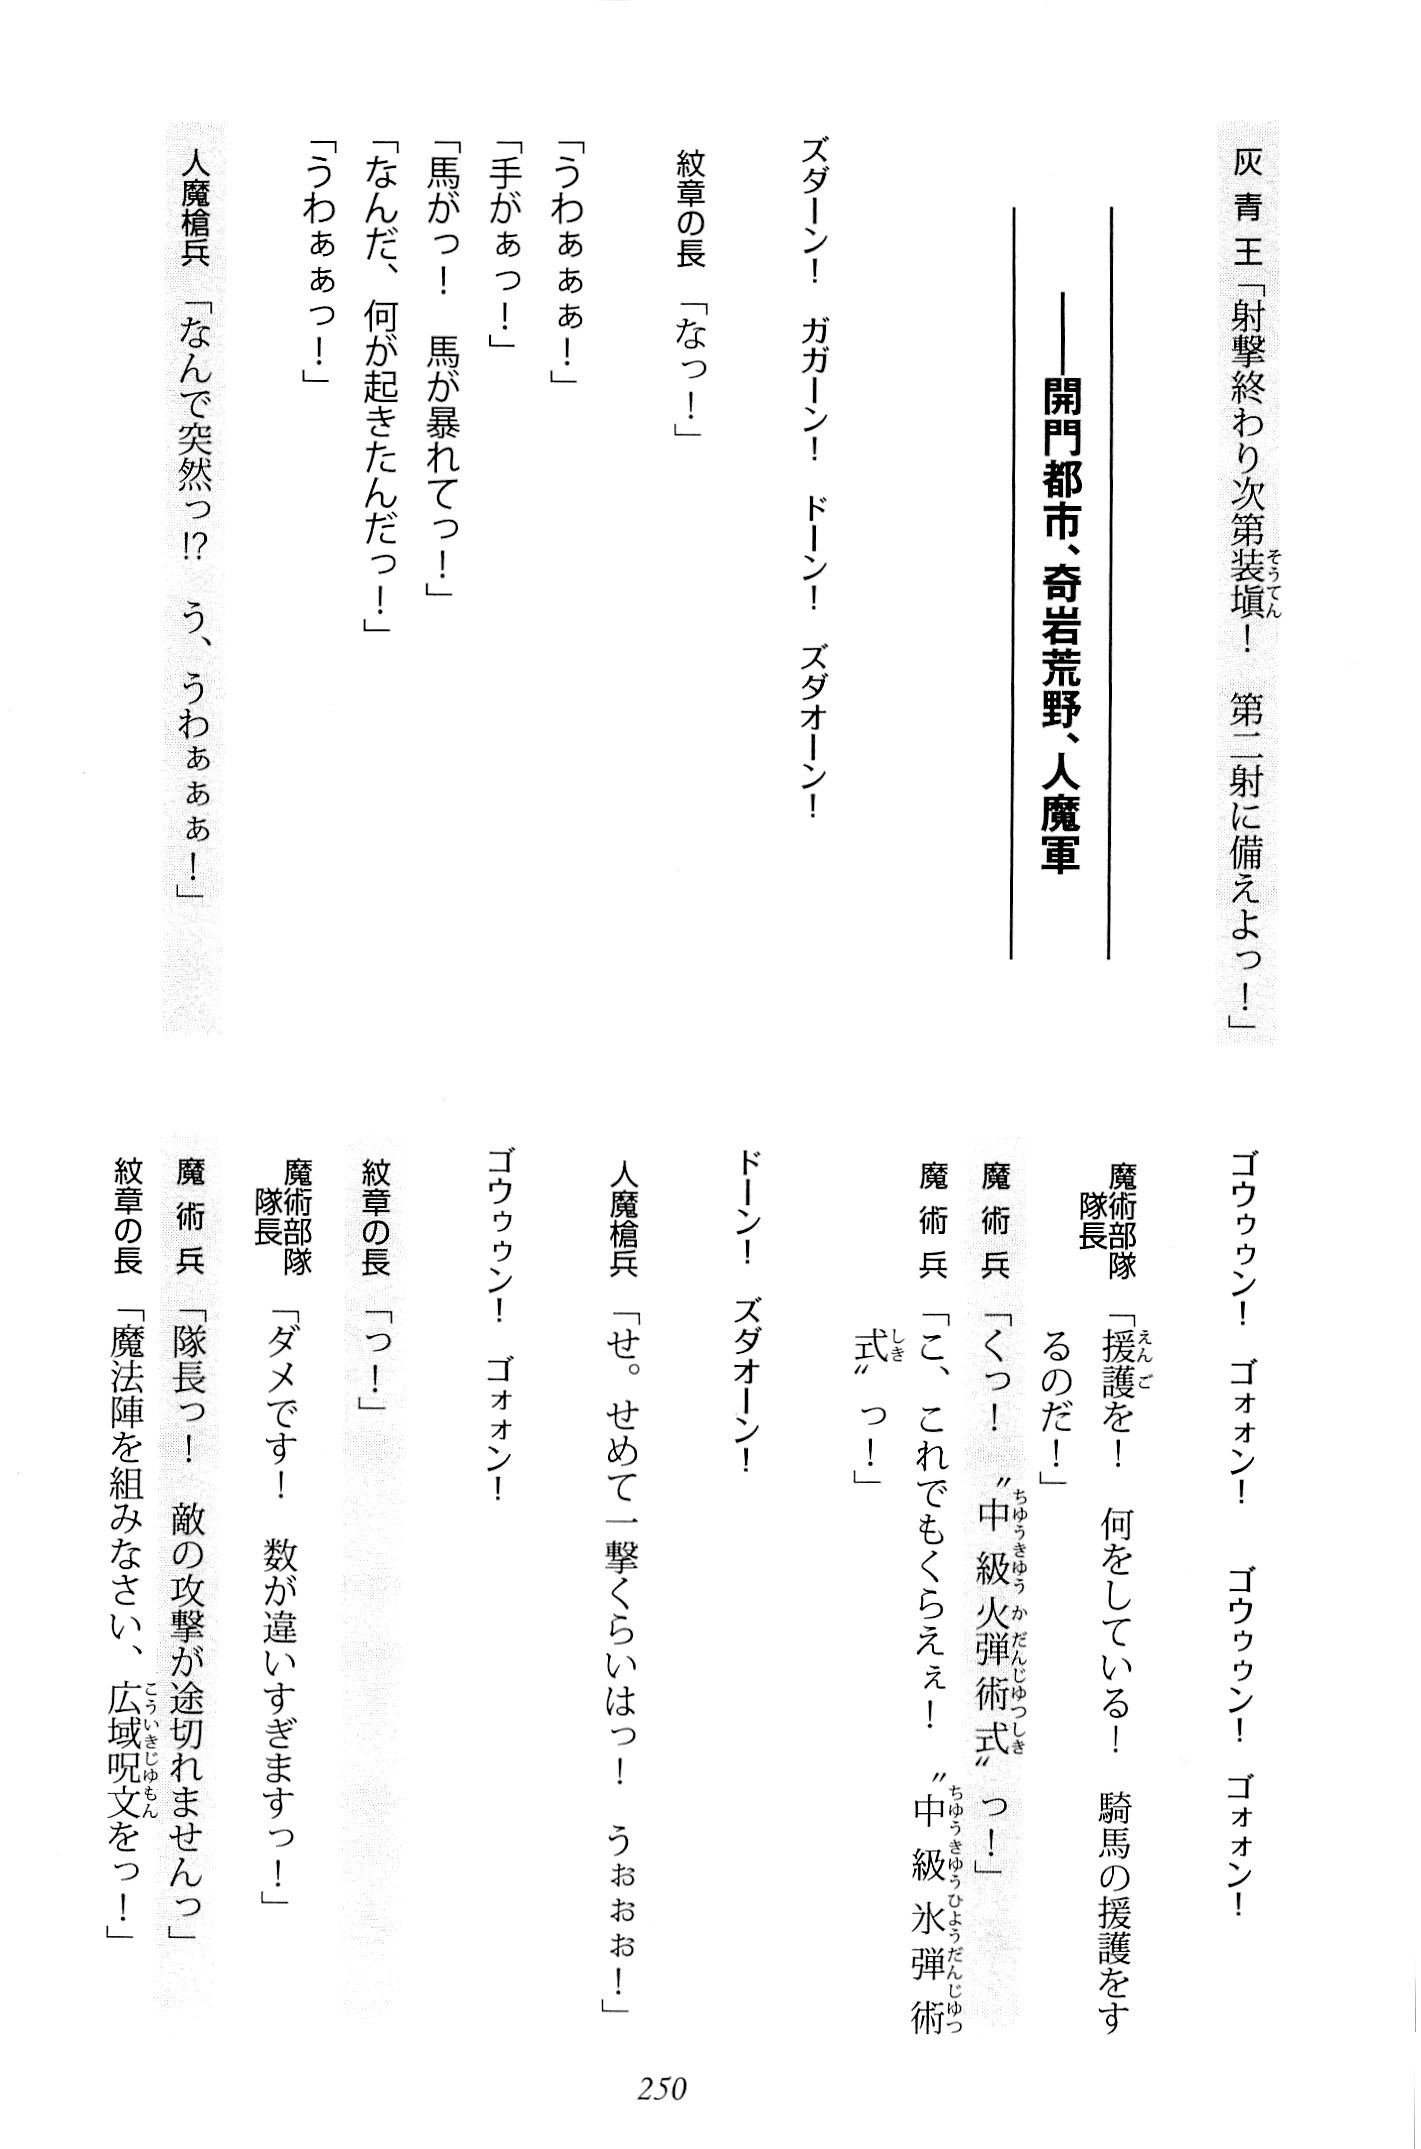 灰青王「射撃終わり次第装塡！　第二射に備えよっ！」
――開門都市、奇岩荒野、人魔軍
ズダーン！　ガガーン！　ドーン！　ズダオーン！
紋章の長「なっ！」
「うわぁぁぁ！」
「手がぁっ！」
「馬がっ！　馬が暴れてっ！」
「なんだ、何が起きたんだっ！」
「うわぁぁっ！」
人魔槍兵「なんで突然っ!?　う、うわぁぁぁ！」
ゴウゥゥン！　ゴォォン！　ゴウゥゥン！　ゴォォン！
魔術部隊隊長「援護を！　何をしている！　騎馬の援護をす
るのだ！」
魔術兵「くっ！　〝中級火弾術式〟っ！」
魔術兵「こ、これでもくらえぇ！　〝中級氷弾術
式〟っ！」
ドーン！　ズダオーン！
人魔槍兵「せ。せめて一撃くらいはっ！　うぉぉぉ！」
ゴウゥゥン！　ゴォォン！
紋章の長「っ！」
魔術部隊隊長「ダメです！　数が違いすぎますっ！」
魔術兵「隊長っ！　敵の攻撃が途切れませんっ」
紋章の長「魔法陣を組みなさい、広域呪文をっ！」
250